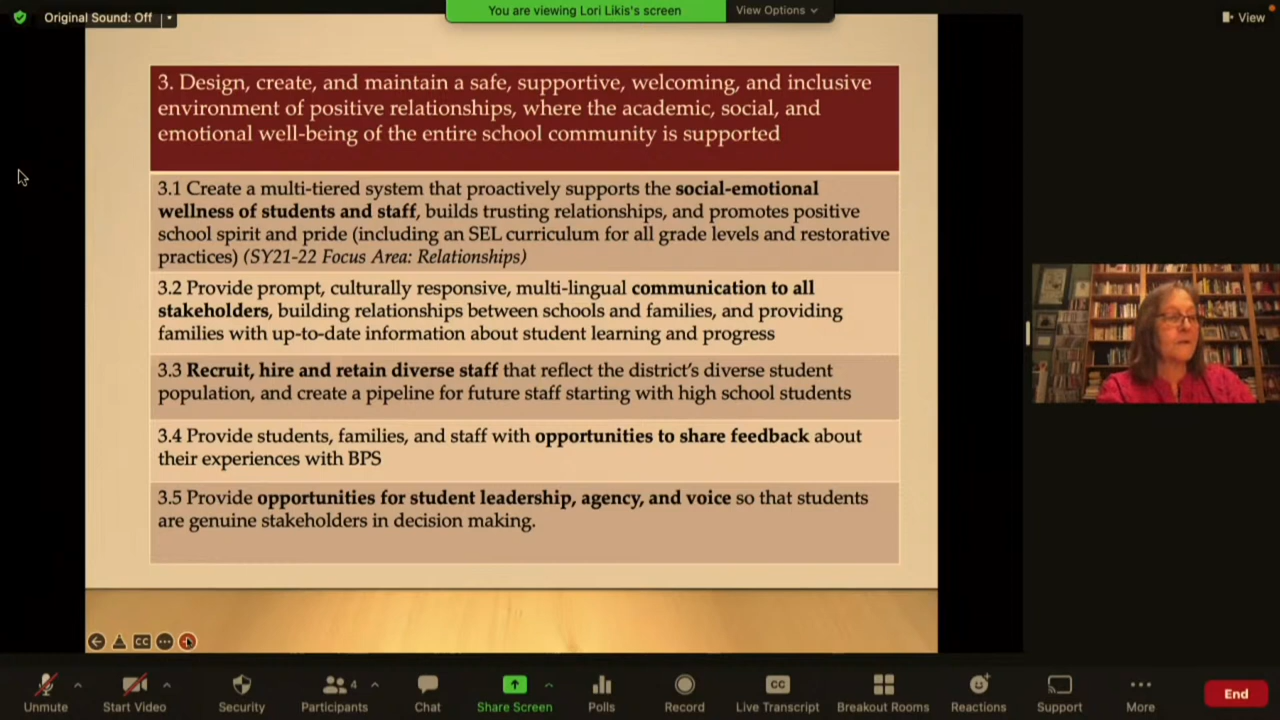 Original Sound: Off
You are viewing Lori Likis's screen
View Options
View
3. Design, create, and maintain a safe, supportive, welcoming, and inclusive
environment of positive relationships, where the academic, social, and
emotional well-being of the entire school community is supported
3.1 Create a multi-tiered system that proactively supports the social-emotional
wellness of students and staff, builds trusting relationships, and promotes positive
school spirit and pride (including an SEL curriculum for all grade levels and restorative
practices) (SY21-22 Focus Area: Relationships)
3.2 Provide prompt, culturally responsive, multi-lingual communication to all
stakeholders, building relationships between schools and families, and providing
families with up-to-date information about student learning and progress
3.3 Recruit, hire and retain diverse staff that reflect the district's diverse student
population, and create a pipeline for future staff starting with high school students
3.4 Provide students, families, and staff with opportunities to share feedback about
their experiences with BPS
3.5 Provide opportunities for student leadership, agency, and voice so that students
are genuine stakeholders in decision making.
CC
4
CC
Unmute
Start Video
Security
Participants
Chat
Share Screen
Polls
Record
Live Transcript
Breakout Rooms
Reactions
Support
More
End